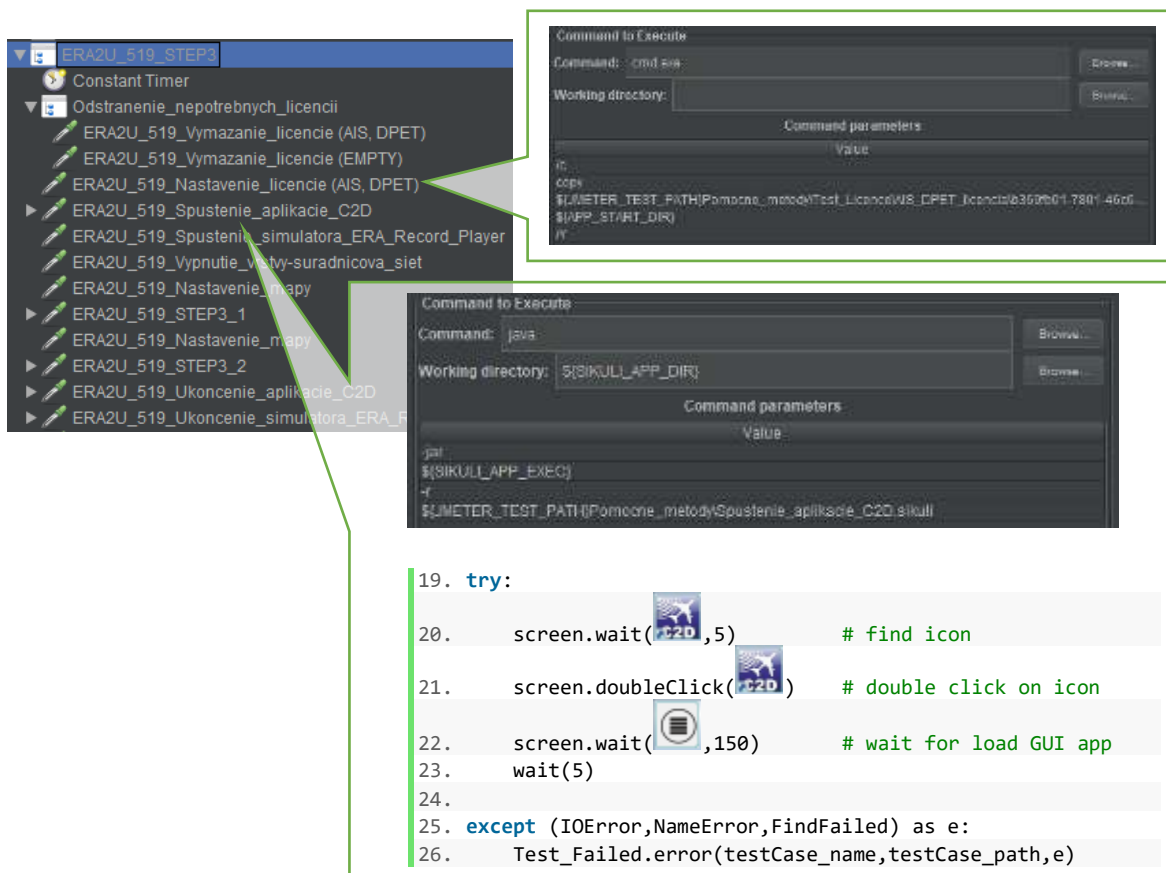 ERA2U_519_STEP3
Constant Timer
Odstranenie_nepotrebnych_licencii
ERA2U_519_Vymazanie_licencie (AIS, DPET)
ERA2U_519_Vymazanie_licencie (EMPTY)
ERA2U_519_Nastavenie_licencie (AIS, DPET)
ERA2U_519_Spustenie_aplikacie_C2D
ERA2U_519_Spustenie_simulatora_ERA_Record_Player
ERA2U_519_Vypnutie_vrstvy-suradnicova_siet
ERA2U_519_Nastavenie_mapy
ERA2U_519_STEP3_1
ERA2U_519_Nastavenie_mapy
ERA2U_519_STEP3_2
ERA2U_519_Ukoncenie_aplikacie_C2D
ERA2U_519_Ukoncenie_simulatora_ERA_R
Command to Execute
Command: cmd.exe
Browse...
Working directory:
Browse...
Command parameters
Value
/c
copy
${APP_START_DIR}
/Y
Command to Execute
Command: java
Browse...
Working directory: ${SIKULI_APP_DIR}
Browse...
Command parameters
Value
-jar
${SIKULI_APP_EXEC}
-r
${JMETER_TEST_PATH}Pomocne_metody\Spustenie_aplikacie_C2D.sikuli
19. try:
20. screen.wait(C2D,5) # find icon
21. screen.doubleClick(C2D) # double click on icon
22. screen.wait(,150) # wait for load GUI app
23. wait(5)
24.
25. except (IOError,NameError,FindFailed) as e:
26. Test_Failed.error(testCase_name,testCase_path,e)